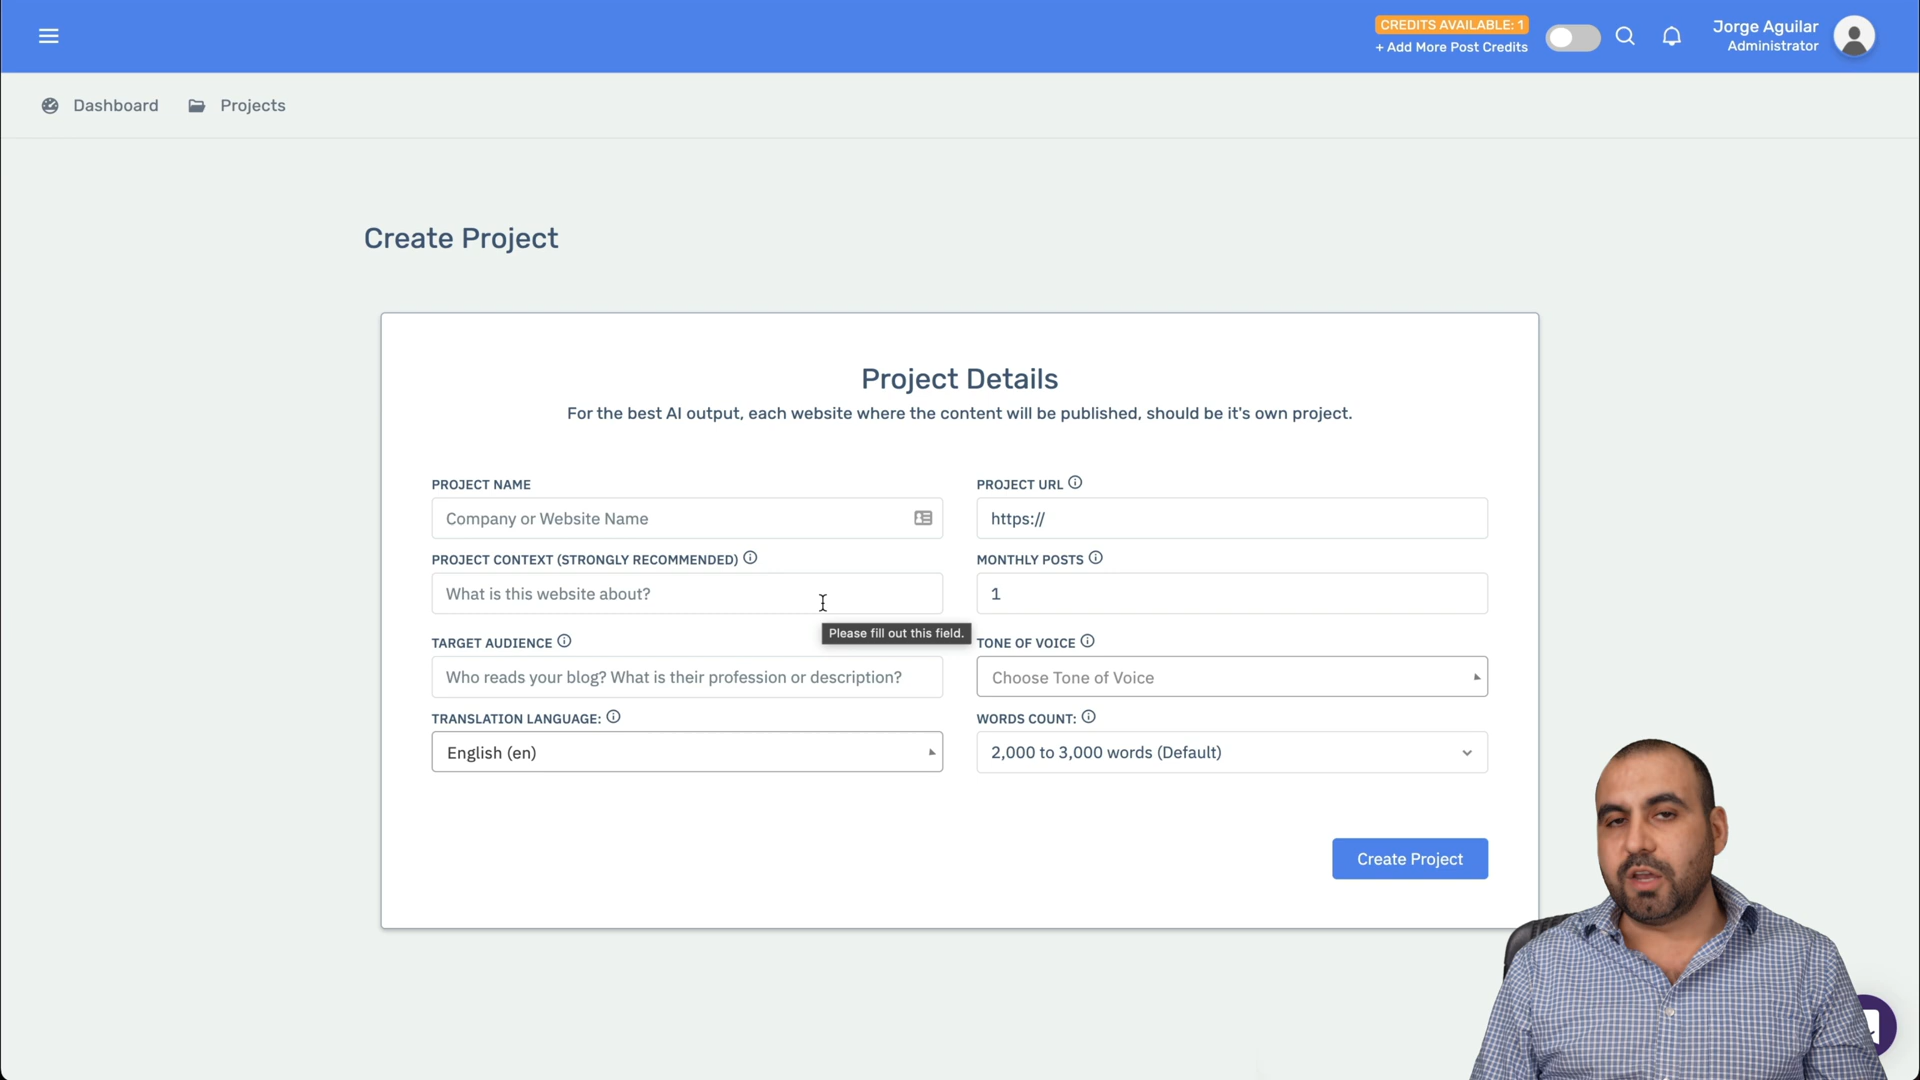 CREDITS AVAILABLE: 1
+ Add More Post Credits
Jorge Aguilar
Administrator
Dashboard
Projects
Create Project
Project Details
For the best AI output, each website where the content will be published, should be it's own project.
PROJECT NAME
PROJECT URL
Company or Website Name
https://
PROJECT CONTEXT (STRONGLY RECOMMENDED)
MONTHLY POSTS
What is this website about?
1
Please fill out this field.
TARGET AUDIENCE
TONE OF VOICE
Who reads your blog? What is their profession or description?
Choose Tone of Voice
TRANSLATION LANGUAGE:
WORDS COUNT:
English (en)
2,000 to 3,000 words (Default)
Create Project